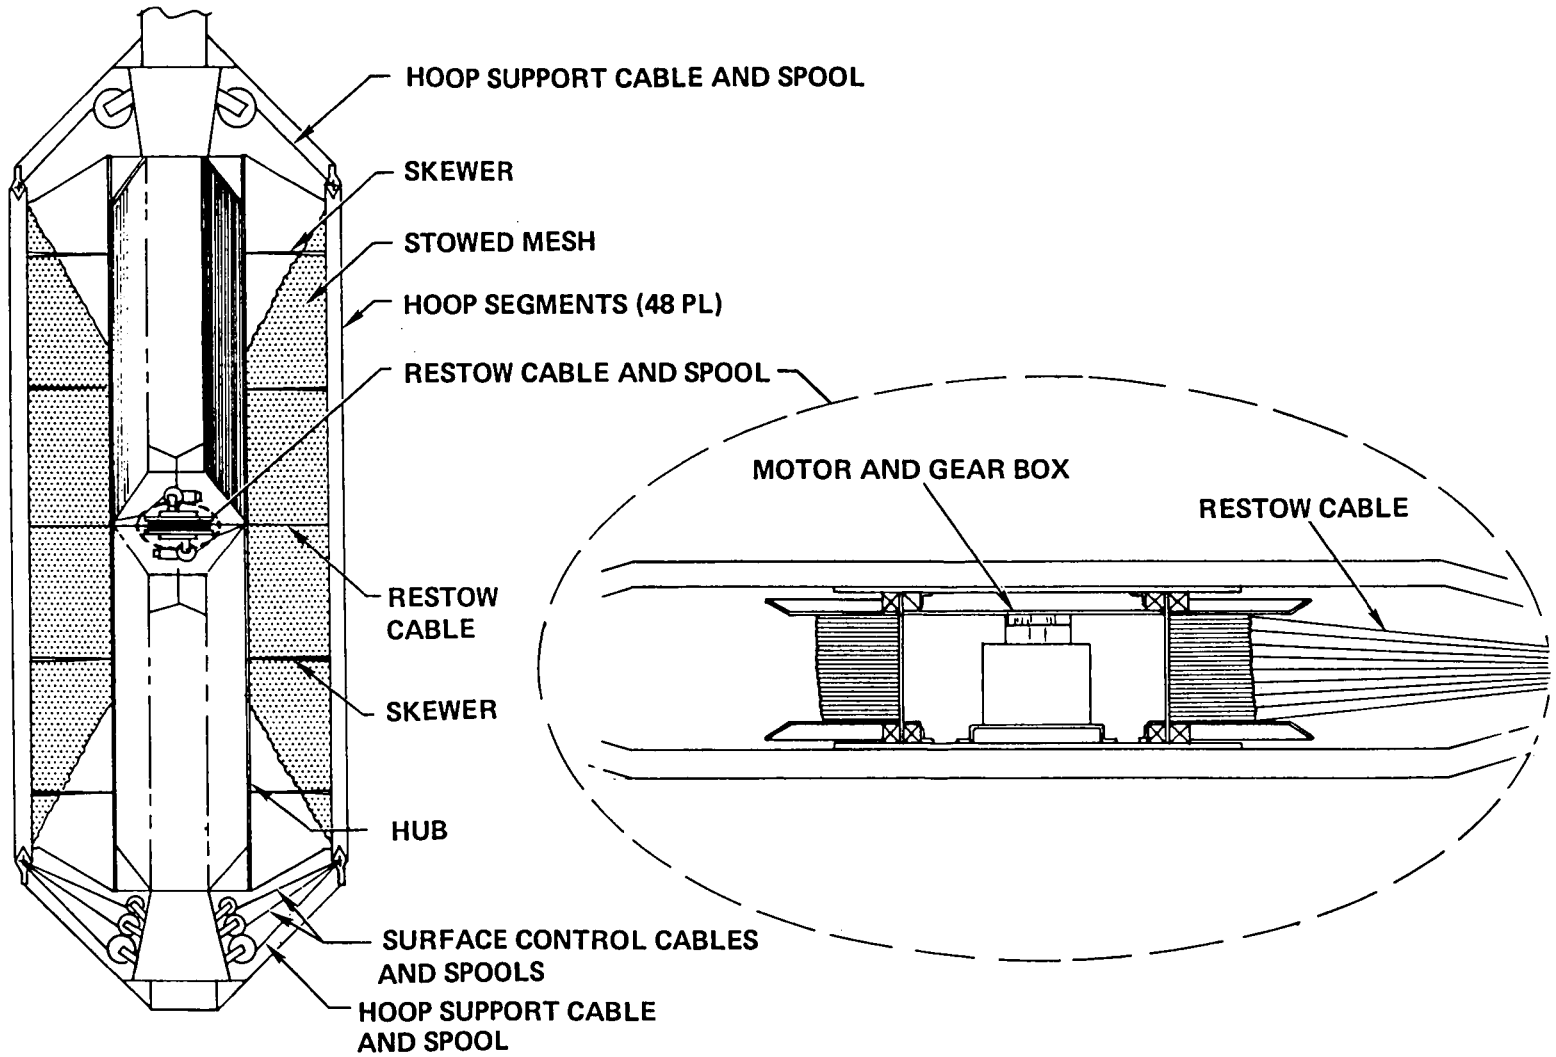 HOOP SUPPORT CABLE AND SPOOL
SKEWER
STOWED MESH
HOOP SEGMENTS (48 PL)
RESTOW CABLE AND SPOOL
MOTOR AND GEAR BOX
RESTOW CABLE
RESTOW
CABLE
SKEWER
HUB
SURFACE CONTROL CABLES
AND SPOOLS
HOOP SUPPORT CABLE
AND SPOOL